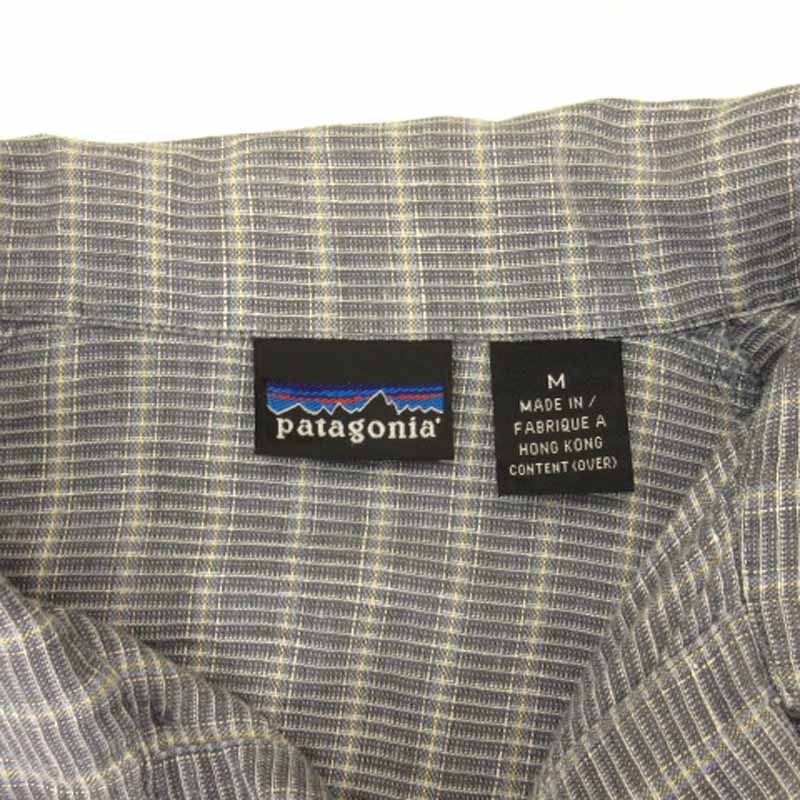 patagonia®
M
MADE IN /
FABRIQUE A
HONG KONG
CONTENT (OVER)